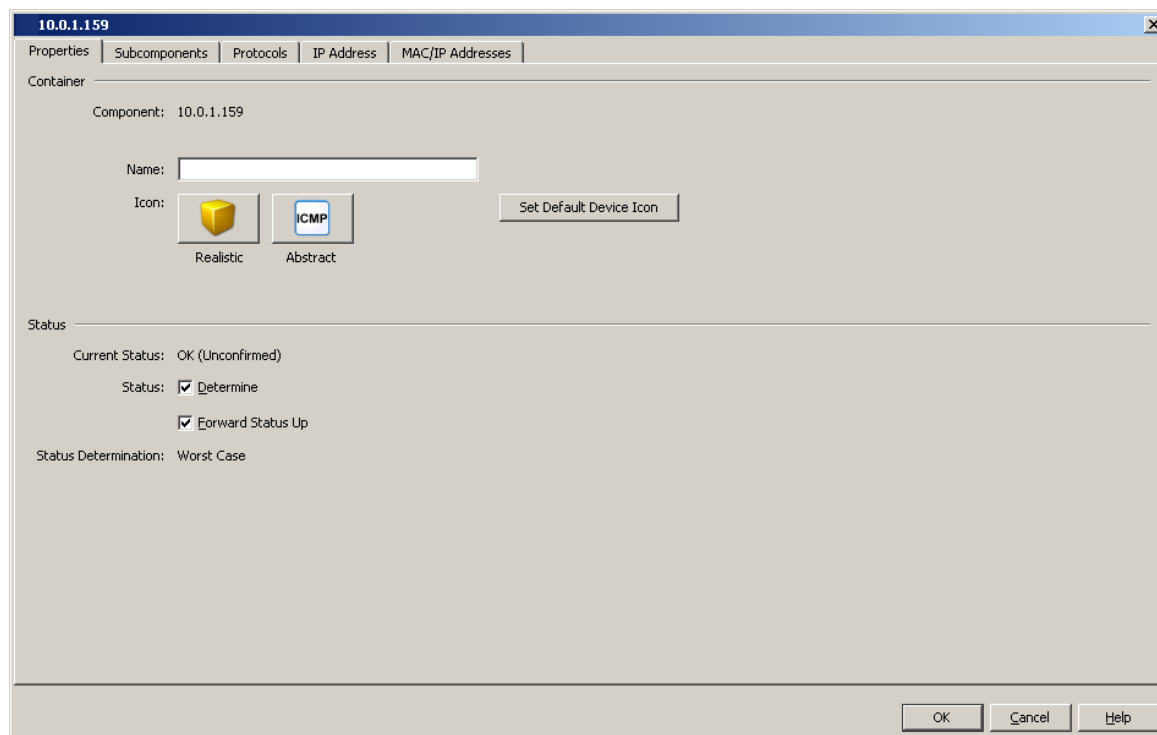 10.0.1.159
Properties Subcomponents Protocols IP Address MAC/IP Addresses
Container
Component: 10.0.1.159
Name:
Icon: ICMP Set Default Device Icon
Realistic Abstract
Status
Current Status: OK (Unconfirmed)
Status: Determine
Forward Status Up
Status Determination: Worst Case
OK Cancel Help